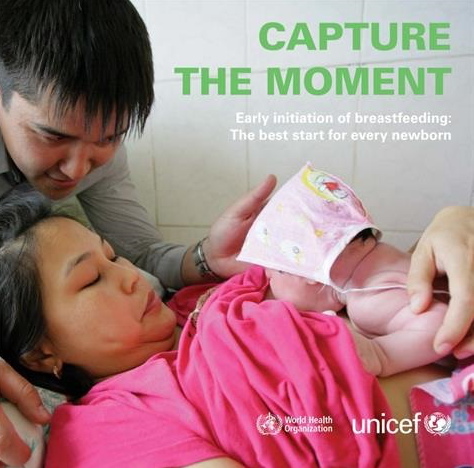 CAPTURE
THE MOMENT
Early initiation of breastfeeding:
The best start for every newborn
World Health
Organization
unicef